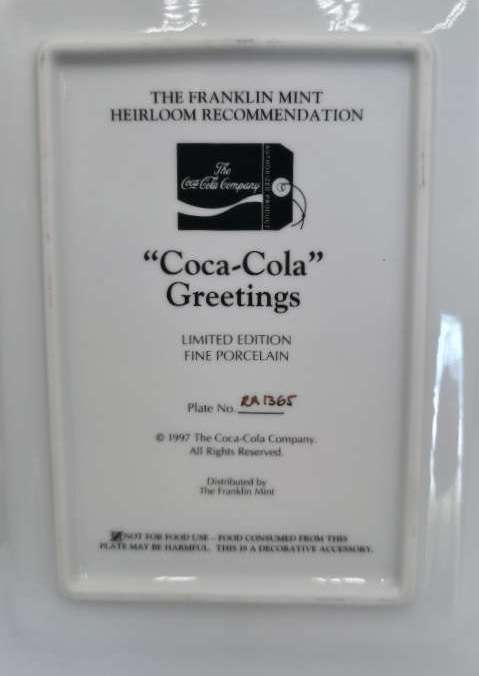 THE FRANKLIN MINT
HEIRLOOM RECOMMENDATION
The
Coca-Cola Company
AUTHORIZED PRODUCT
“Coca-Cola”
Greetings
LIMITED EDITION
FINE PORCELAIN
Plate No. RA1365
© 1997 The Coca-Cola Company.
All Rights Reserved.
Distributed by
The Franklin Mint
NOT FOR FOOD USE – FOOD CONSUMED FROM THIS
PLATE MAY BE HARMFUL. THIS IS A DECORATIVE ACCESSORY.